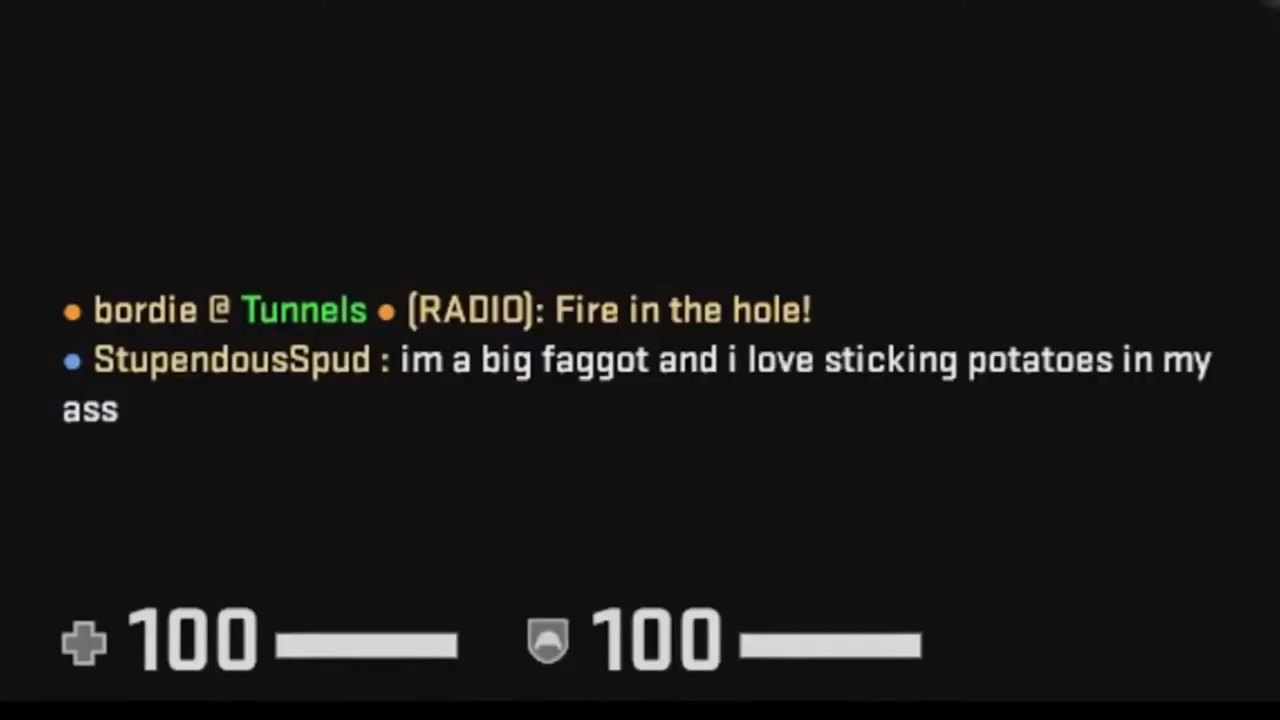 • bordie @ Tunnels • (RADIO): Fire in the hole!
• StupendousSpud : im a big faggot and i love sticking potatoes in my
ass
100 100